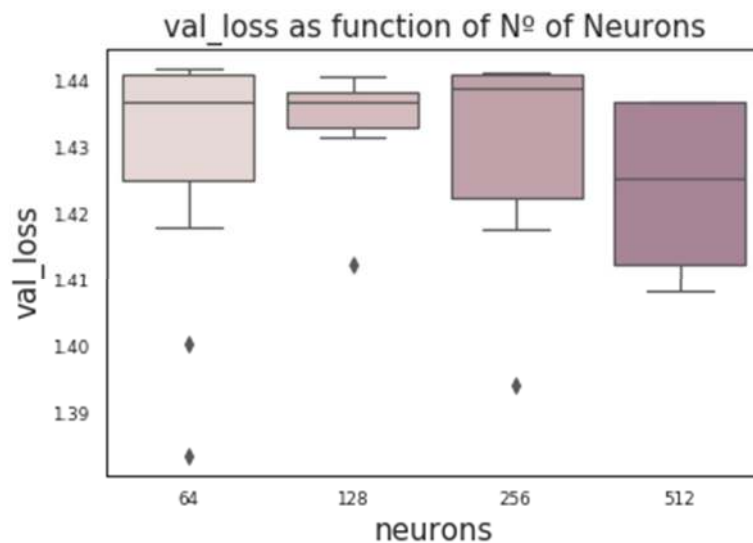 val_loss as function of Nº of Neurons
1.44
1.43
1.42
1.41
1.40
1.39
val_loss
64 128 256 512
neurons